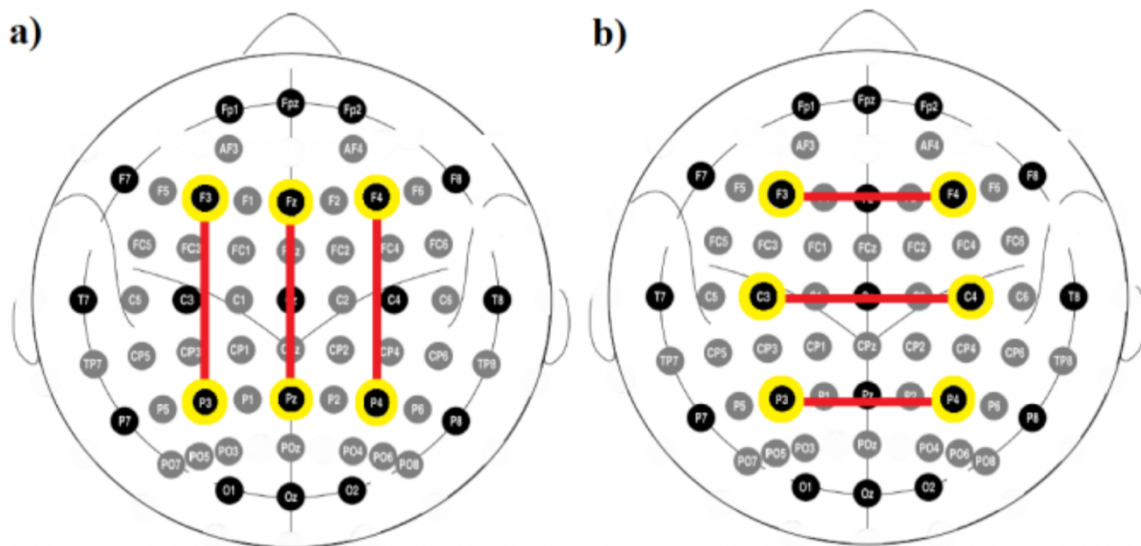 a)
Fp1 Fpz Fp2
AF3 AF4
F7 F5 F3 F1 Fz F2 F4 F6 F8
FC5 FC1 FC2 FC4 FC6
T7 C5 C3 C1 C2 C4 C6 T8
TP7 CP5 CP3 CP1 CP2 CP4 CP6 TP8
P7 P5 P3 P1 Pz P2 P4 P6 P8
PO7 PO5 PO3 POz PO4 PO6 PO8
O1 Oz O2
b)
Fp1 Fpz Fp2
AF3 AF4
F7 F5 F3 Fz F4 F6 F8
FC5 FC3 FC1 FCz FC2 FC4 FC6
T7 C5 C3 C4 C6 T8
TP7 CP5 CP3 CP1 CPz CP2 CP4 CP6 TP8
P7 P5 P3 P1 Pz P2 P4 P6 P8
PO7 PO5 PO3 POz PO4 PO6 PO8
O1 Oz O2